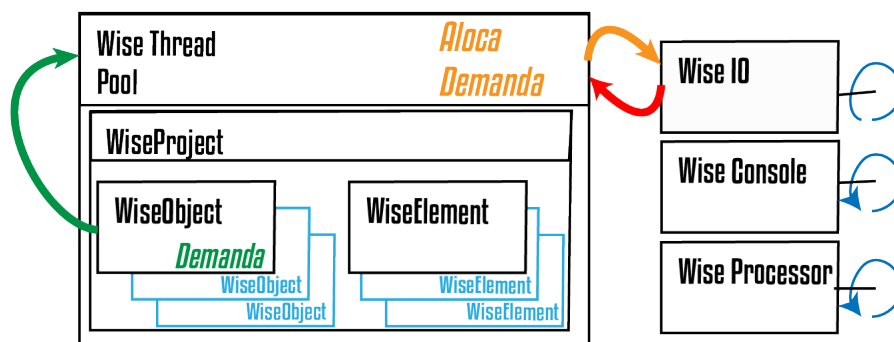 Wise Thread
Pool
Aloca
Demanda
WiseProject
WiseObject
Demanda
WiseObject
WiseObject
WiseElement
WiseElement
WiseElement
Wise IO
Wise Console
Wise Processor